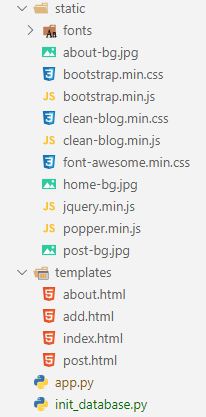 static
fonts
about-bg.jpg
bootstrap.min.css
bootstrap.min.js
clean-blog.min.css
clean-blog.min.js
font-awesome.min.css
home-bg.jpg
jquery.min.js
popper.min.js
post-bg.jpg
templates
about.html
add.html
index.html
post.html
app.py
init_database.py